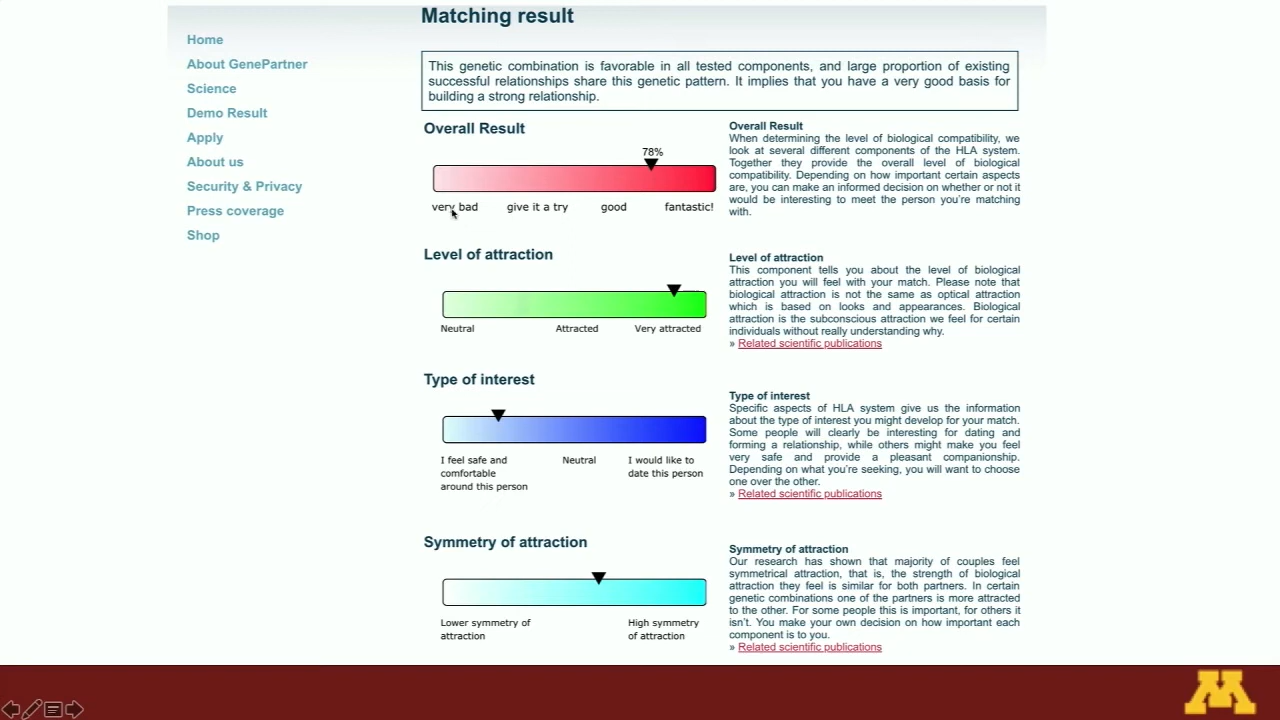 Matching result
Home
About GenePartner
Science
Demo Result
Apply
About us
Security & Privacy
Press coverage
Shop
This genetic combination is favorable in all tested components, and large proportion of existing
successful relationships share this genetic pattern. It implies that you have a very good basis for
building a strong relationship.
Overall Result
78%
very bad give it a try good fantastic!
Overall Result
When determining the level of biological compatibility, we
look at several different components of the HLA system.
Together they provide the overall level of biological
compatibility. Depending on how important certain aspects
are, you can make an informed decision on whether or not it
would be interesting to meet the person you're matching
with.
Level of attraction
Neutral Attracted Very attracted
Level of attraction
This component tells you about the level of biological
attraction you will feel with your match. Please note that
biological attraction is not the same as optical attraction
which is based on looks and appearances. Biological
attraction is the subconscious attraction we feel for certain
individuals without really understanding why.
» Related scientific publications
Type of interest
I feel safe and
comfortable
around this person
Neutral
I would like to
date this person
Type of interest
Specific aspects of HLA system give us the information
about the type of interest you might develop for your match.
Some people will clearly be interesting for dating and
forming a relationship, while others might make you feel
very safe and provide a pleasant companionship.
Depending on what you're seeking, you will want to choose
one over the other.
» Related scientific publications
Symmetry of attraction
Lower symmetry of
attraction
High symmetry
of attraction
Symmetry of attraction
Our research has shown that majority of couples feel
symmetrical attraction, that is, the strength of biological
attraction they feel is similar for both partners. In certain
genetic combinations one of the partners is more attracted
to the other. For some people this is important, for others it
isn't. You make your own decision on how important each
component is to you.
» Related scientific publications
M